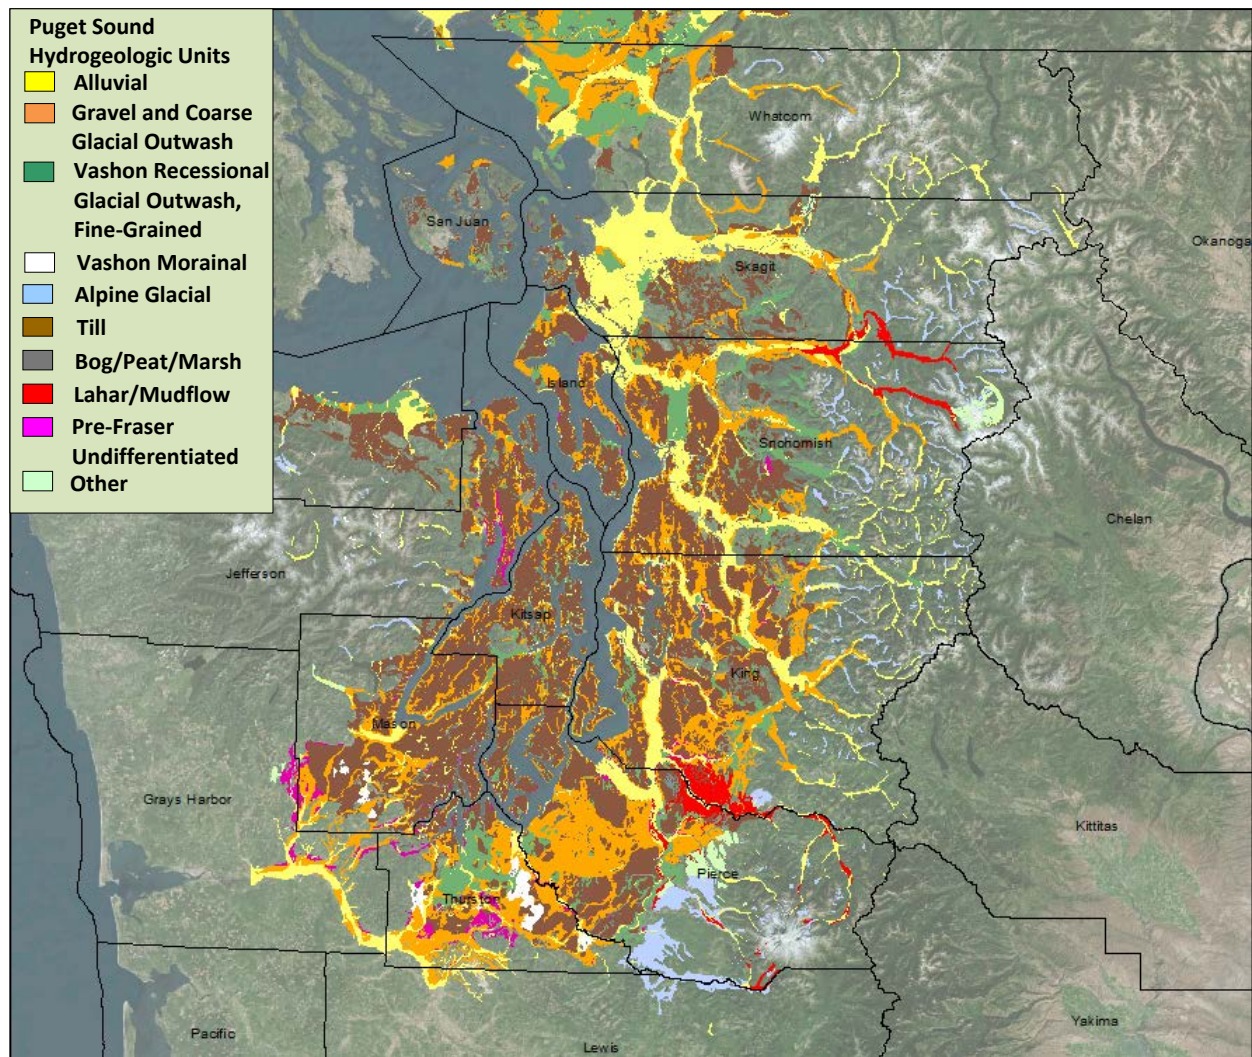 Puget Sound
Hydrogeologic Units
Alluvial
Gravel and Coarse
Glacial Outwash
Vashon Recessional
Glacial Outwash,
Fine-Grained
Vashon Morainal
Alpine Glacial
Till
Bog/Peat/Marsh
Lahar/Mudflow
Pre-Fraser
Undifferentiated
Other
Whatcom
San Juan
Okanoga
Skagit
Island
Snohomish
Chelan
Jefferson
Kitsap
King
Mason
Grays Harbor
Kittitas
Pierce
Thurston
Pacific
Lewis
Yakima